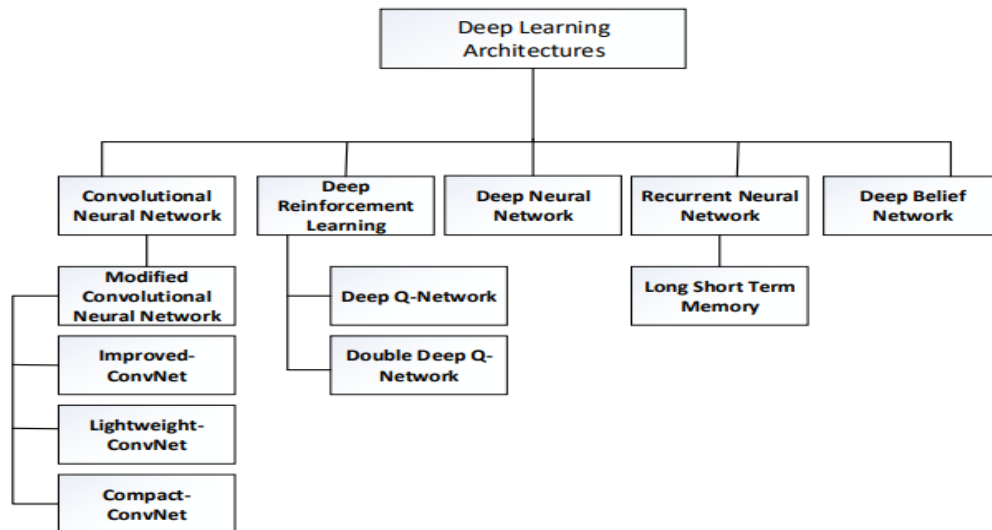 Deep Learning
Architectures
Convolutional
Neural Network
Deep
Reinforcement
Learning
Deep Neural
Network
Recurrent Neural
Network
Deep Belief
Network
Modified
Convolutional
Neural Network
Improved-
ConvNet
Lightweight-
ConvNet
Compact-
ConvNet
Deep Q-Network
Double Deep Q-
Network
Long Short Term
Memory